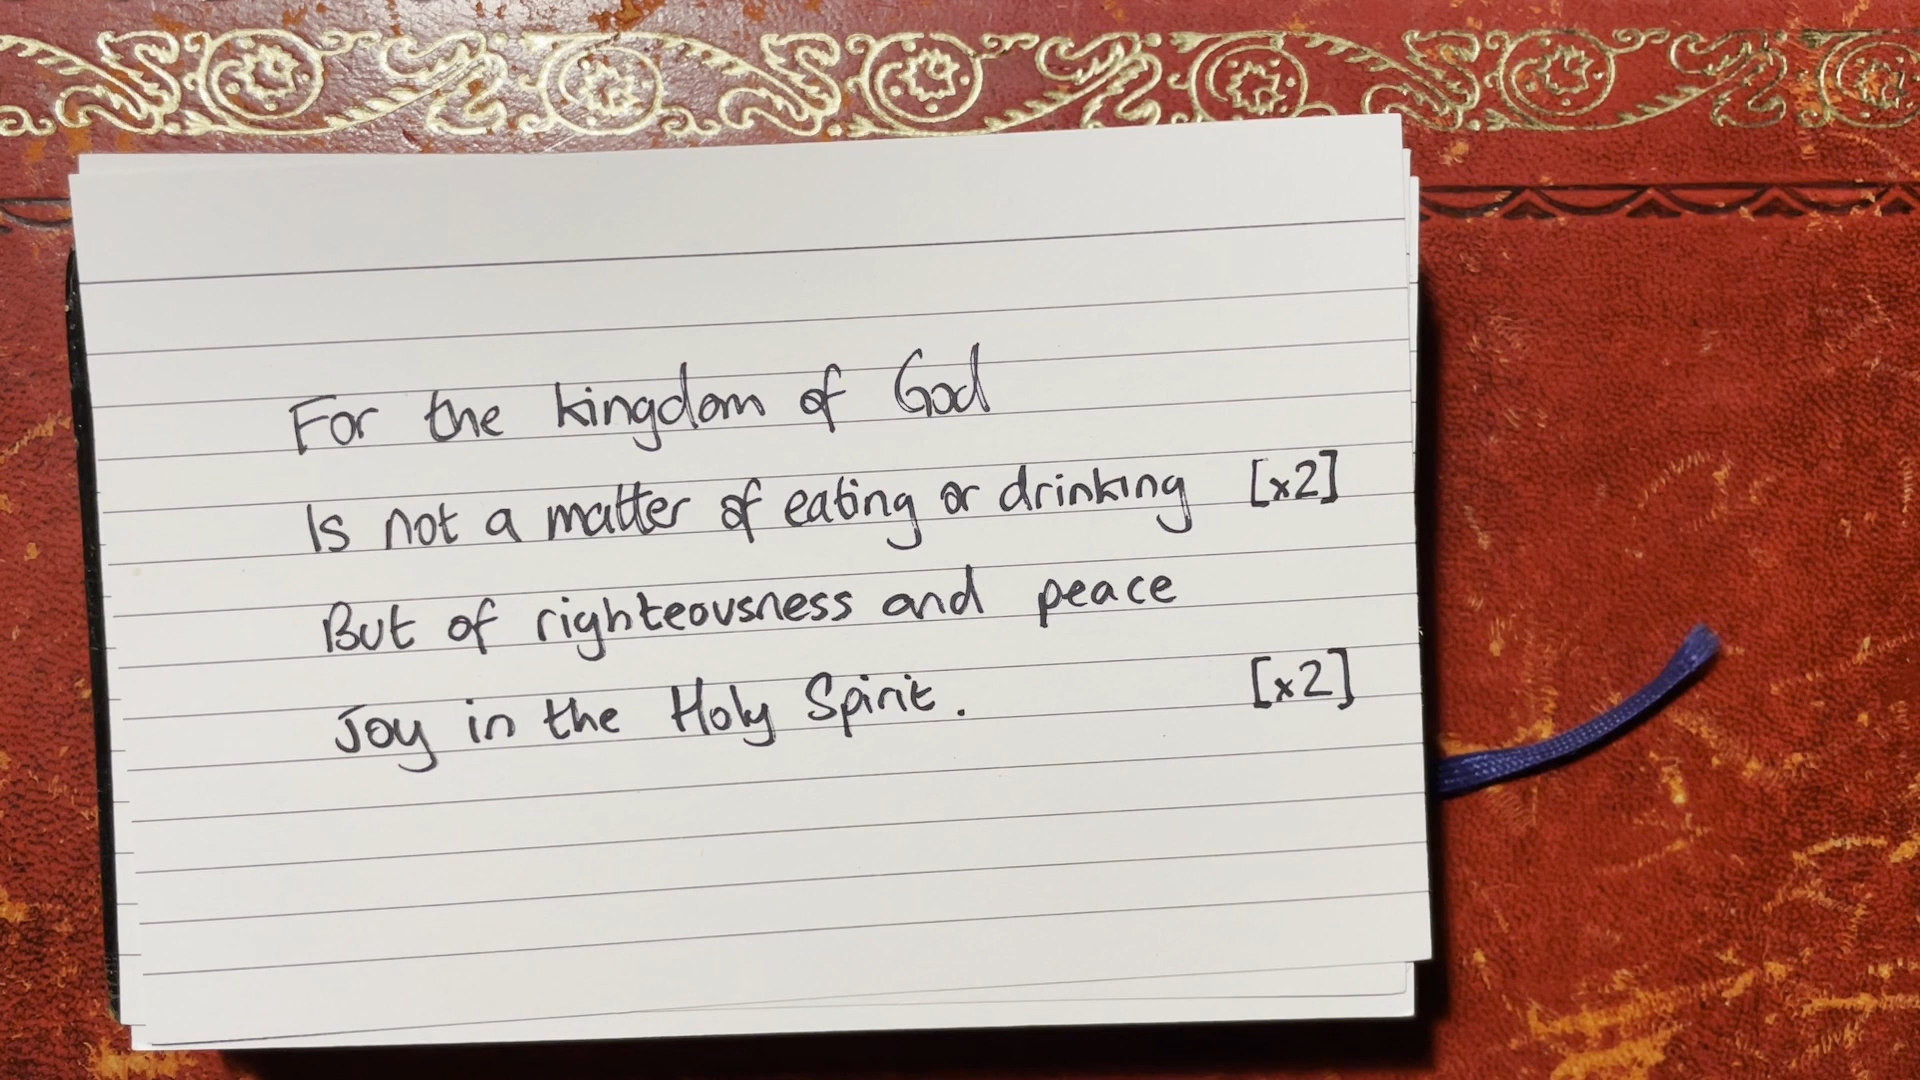 For the kingdom of God
Is not a matter of eating or drinking [x2]
But of righteousness and peace
Joy in the Holy Spirit. [x2]